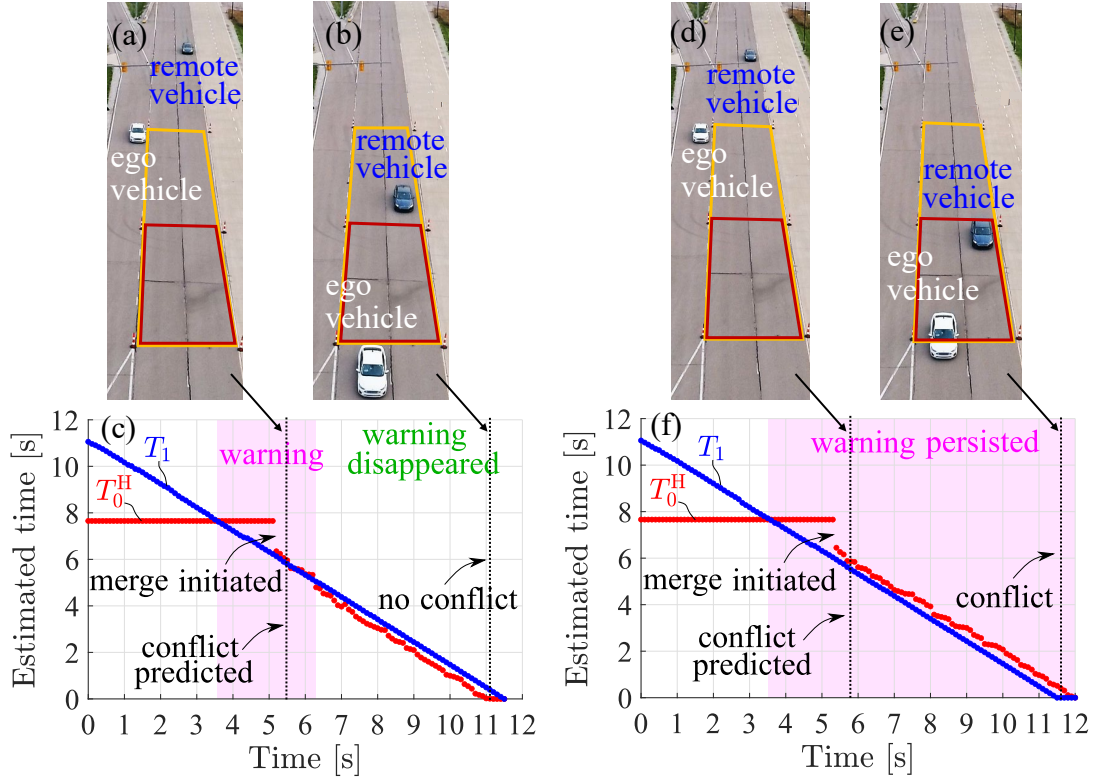 (a)
remote
vehicle
ego
vehicle
(b)
remote
vehicle
ego
vehicle
(c)
Estimated time [s]
12
10
8
6
4
2
0
T₁
T₀ᴴ
warning
warning
disappeared
merge initiated
no conflict
conflict
predicted
0 1 2 3 4 5 6 7 8 9 10 11 12
Time [s]
(d)
remote
vehicle
ego
vehicle
(e)
remote
vehicle
ego
vehicle
(f)
Estimated time [s]
12
10
8
6
4
2
0
T₁
T₀ᴴ
warning persisted
merge initiated
conflict
conflict
predicted
0 1 2 3 4 5 6 7 8 9 10 11 12
Time [s]